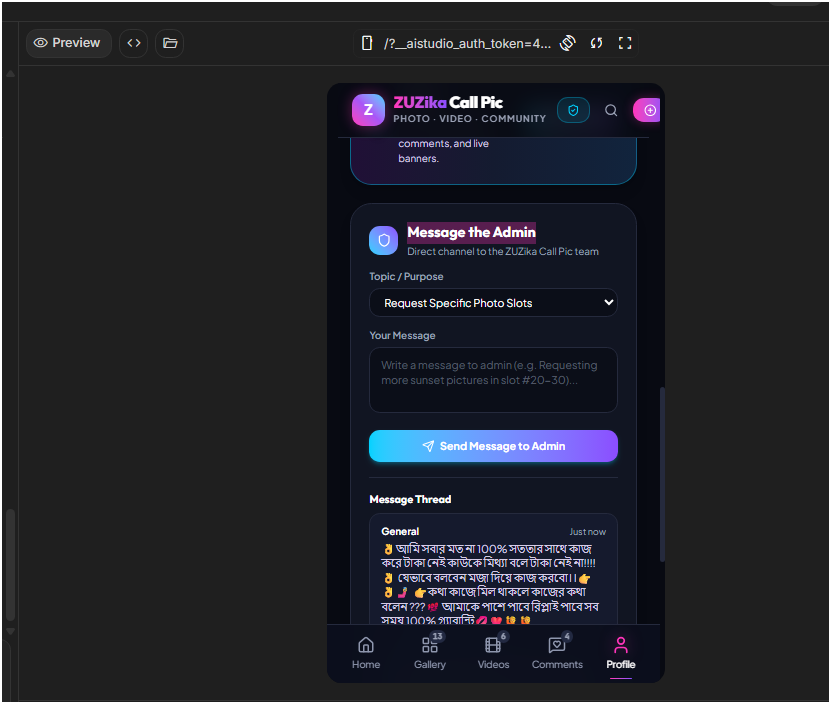 Preview
/?__aistudio_auth_token=4...
Z
ZUZika Call Pic
PHOTO · VIDEO · COMMUNITY
comments, and live
banners.
Message the Admin
Direct channel to the ZUZika Call Pic team
Topic / Purpose
Request Specific Photo Slots
Your Message
Write a message to admin (e.g. Requesting
more sunset pictures in slot #20-30)...
Send Message to Admin
Message Thread
General
Just now
👌আমি সবার মত না 100% সততার সাথে কাজ
করে টাকা নেই কাউকে মিথ্যা বলে টাকা নেই না!!!!
👌 যেভাবে বলবেন মজা দিয়ে কাজ করবো।। 👉
👌 💅 👉কথা কাজে মিল থাকলে কাজের কথা
বলেন ??? 💓 আমাকে পাশে পাবে রিপ্লাই পাবে সব
সময় 100% গ্যারান্টি
Home
13
Gallery
6
Videos
4
Comments
Profile